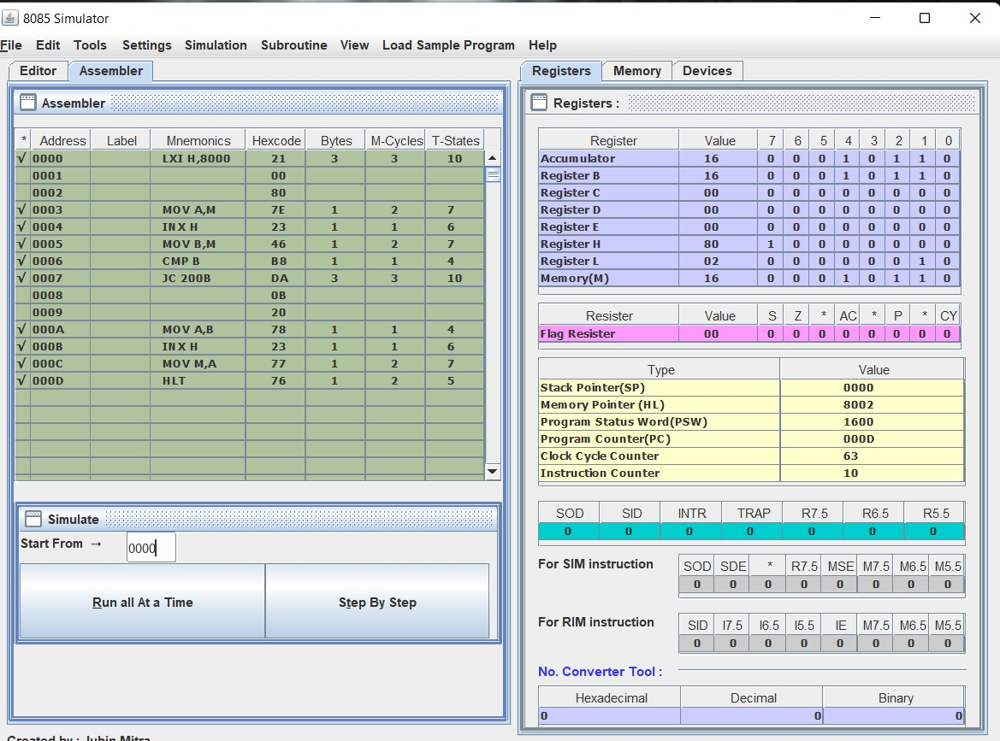 8085 Simulator
File Edit Tools Settings Simulation Subroutine View Load Sample Program Help
Editor Assembler
Assembler
* Address Label Mnemonics Hexcode Bytes M-Cycles T-States
√ 0000 LXI H,8000 21 3 3 10
0001 00
0002 80
√ 0003 MOV A,M 7E 1 2 7
√ 0004 INX H 23 1 1 6
√ 0005 MOV B,M 46 1 2 7
√ 0006 CMP B B8 1 1 4
√ 0007 JC 200B DA 3 3 10
0008 0B
0009 20
√ 000A MOV A,B 78 1 1 4
√ 000B INX H 23 1 1 6
√ 000C MOV M,A 77 1 2 7
√ 000D HLT 76 1 2 5
Simulate
Start From → 0000
Run all At a Time Step By Step
Registers Memory Devices
Registers :
Register Value 7 6 5 4 3 2 1 0
Accumulator 16 0 0 0 1 0 1 1 0
Register B 16 0 0 0 1 0 1 1 0
Register C 00 0 0 0 0 0 0 0 0
Register D 00 0 0 0 0 0 0 0 0
Register E 00 0 0 0 0 0 0 0 0
Register H 80 1 0 0 0 0 0 0 0
Register L 02 0 0 0 0 0 0 1 0
Memory(M) 16 0 0 0 1 0 1 1 0
Resister Value S Z * AC * P * CY
Flag Resister 00 0 0 0 0 0 0 0 0
Type Value
Stack Pointer(SP) 0000
Memory Pointer (HL) 8002
Program Status Word(PSW) 1600
Program Counter(PC) 000D
Clock Cycle Counter 63
Instruction Counter 10
SOD SID INTR TRAP R7.5 R6.5 R5.5
0 0 0 0 0 0 0
For SIM instruction
SOD SDE * R7.5 MSE M7.5 M6.5 M5.5
0 0 0 0 0 0 0 0
For RIM instruction
SID I7.5 I6.5 I5.5 IE M7.5 M6.5 M5.5
0 0 0 0 0 0 0 0
No. Converter Tool :
Hexadecimal Decimal Binary
0 0 0
Created by : Jubin Mitra